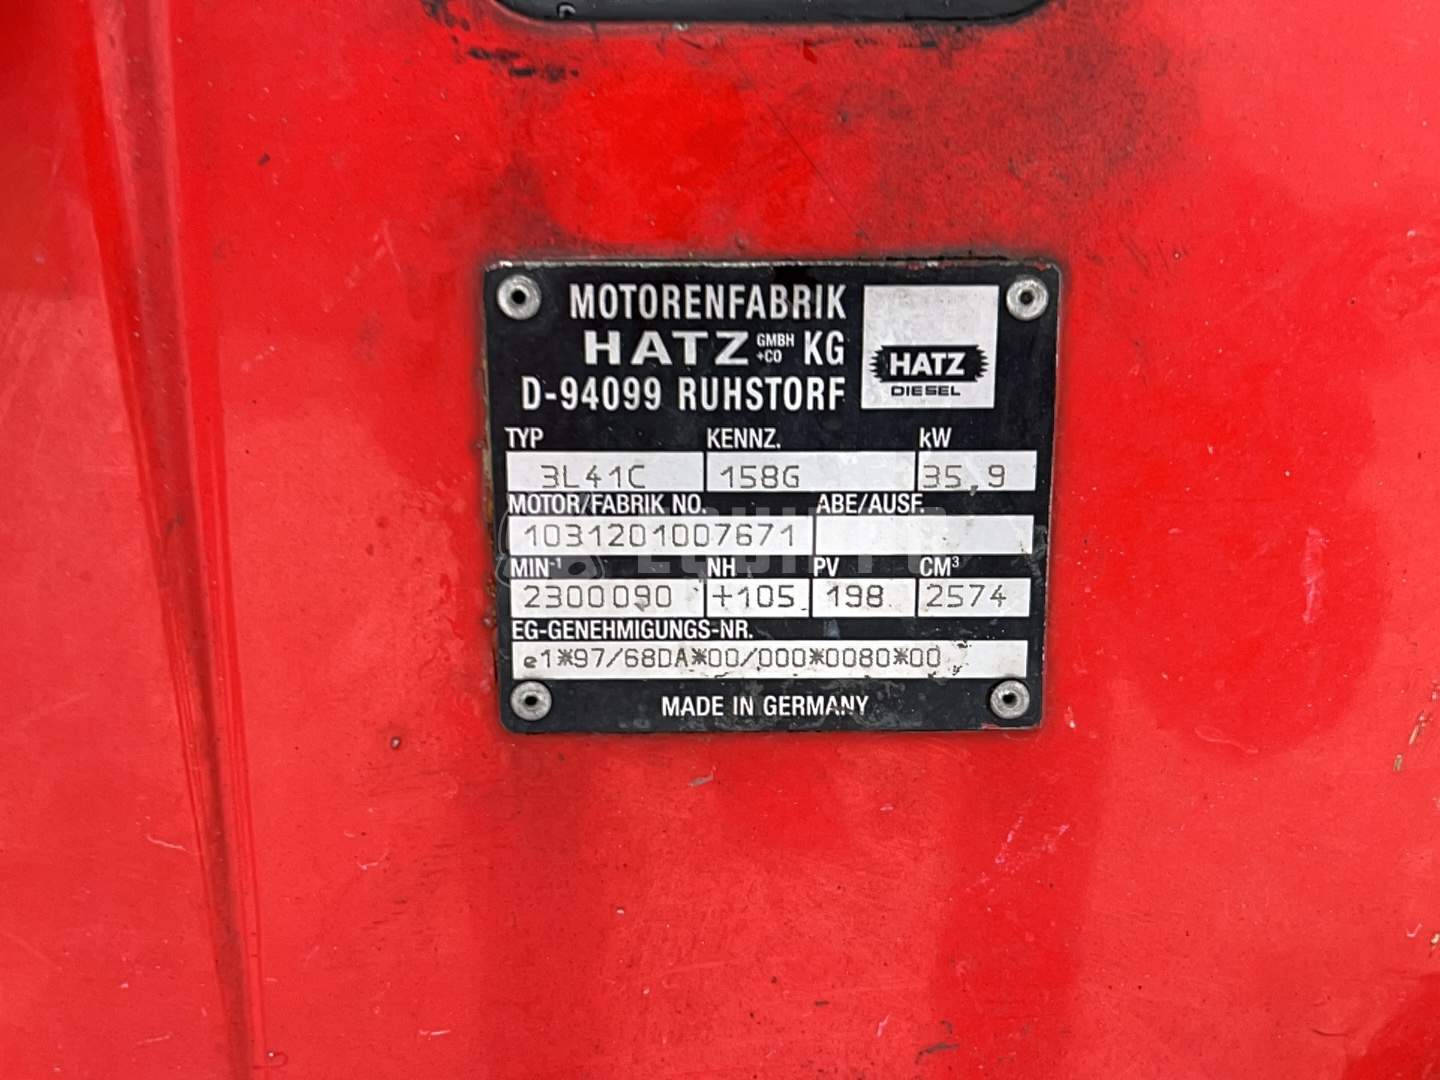 MOTORENFABRIK
HATZ GMBH +CO KG
D-94099 RUHSTORF
HATZ
DIESEL
TYP KENNZ. kW
3L41C 158G 35,9
MOTOR/FABRIK NO. ABE/AUSF.
1031201007671
MIN-¹ NH PV CM³
2300090 +105 198 2574
EG-GENEHMIGUNGS-NR.
e1*97/68DA*00/000*0080*00
MADE IN GERMANY